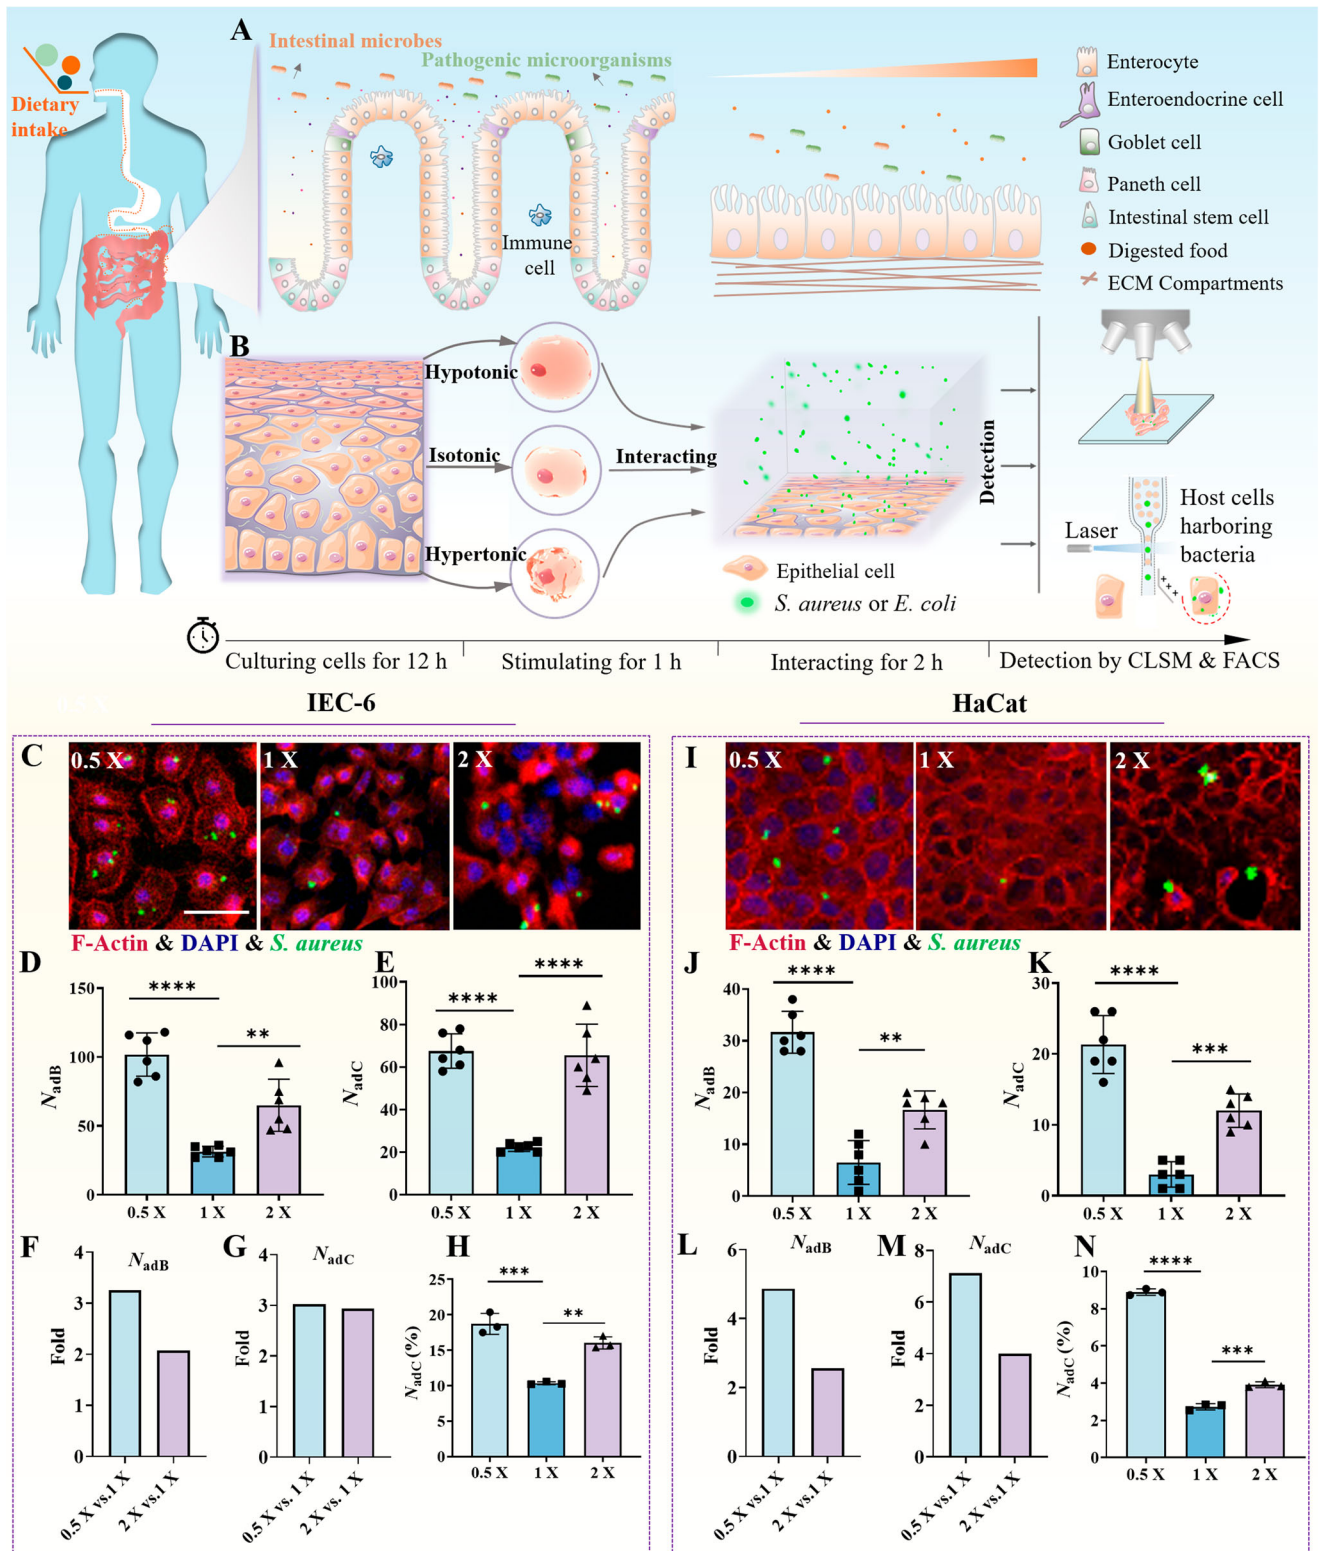 A
Intestinal microbes
Pathogenic microorganisms
Dietary
intake
Immune
cell
Enterocyte
Enteroendocrine cell
Goblet cell
Paneth cell
Intestinal stem cell
Digested food
ECM Compartments
B
Hypotonic
Isotonic
Hypertonic
Interacting
Detection
Epithelial cell
S. aureus or E. coli
Laser
Host cells
harboring
bacteria
+++
Culturing cells for 12 h
Stimulating for 1 h
Interacting for 2 h
Detection by CLSM & FACS
0.5 X
IEC-6
C
0.5 X
1 X
2 X
F-Actin & DAPI & S. aureus
D
NadB
150
100
50
0
****
**
0.5 X
1 X
2 X
E
NadC
100
80
60
40
20
0
****
****
0.5 X
1 X
2 X
F
NadB
Fold
4
3
2
1
0
0.5 X vs.1 X
2 X vs.1 X
G
NadC
Fold
4
3
2
1
0
0.5 X vs. 1 X
2 X vs. 1 X
H
NadC (%)
25
20
15
10
5
0
***
**
0.5 X
1 X
2 X
HaCat
I
0.5 X
1 X
2 X
F-Actin & DAPI & S. aureus
J
NadB
40
30
20
10
0
****
**
0.5 X
1 X
2 X
K
NadC
30
20
10
0
****
***
0.5 X
1 X
2 X
L
NadB
Fold
6
4
2
0
0.5 X vs.1 X
2 X vs.1 X
M
NadC
Fold
8
6
4
2
0
0.5 X vs.1 X
2 X vs.1 X
N
NadC (%)
10
8
6
4
2
0
****
***
0.5 X
1 X
2 X